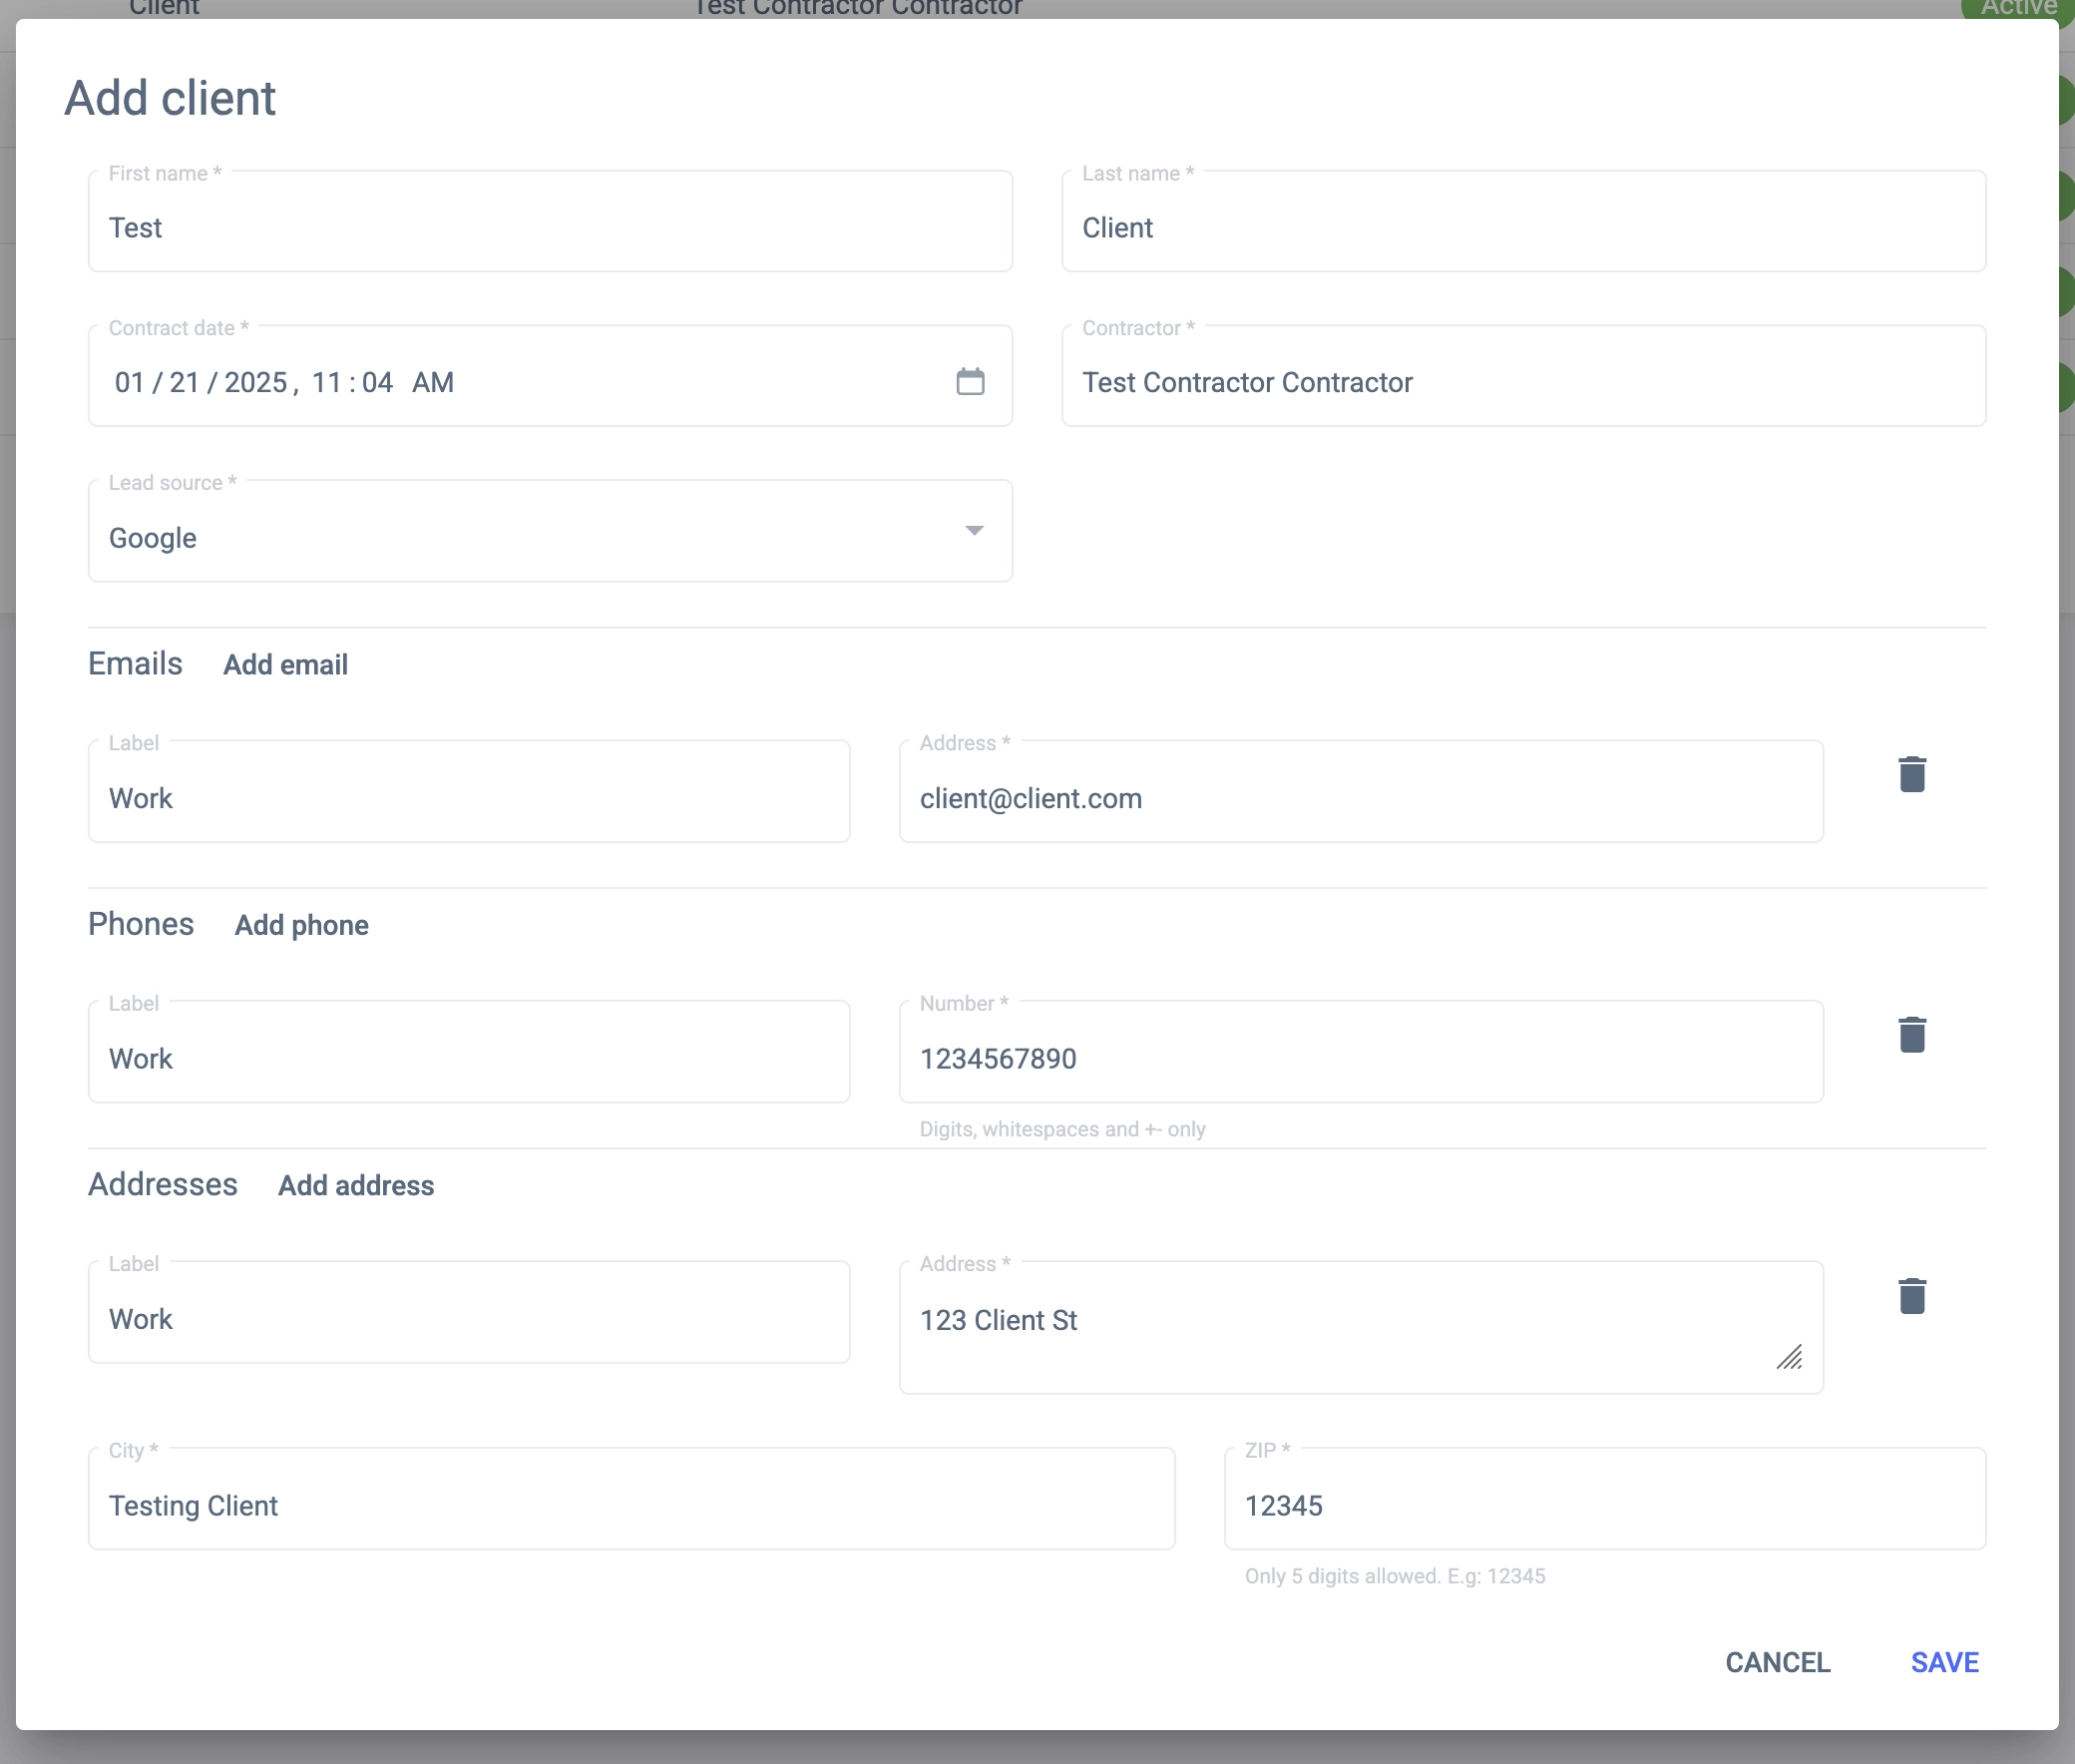 Client Test Contractor Contractor Active
Add client
First name *
Test
Last name *
Client
Contract date *
01 / 21 / 2025 , 11 : 04 AM
Contractor *
Test Contractor Contractor
Lead source *
Google
Emails Add email
Label
Work
Address *
client@client.com
Phones Add phone
Label
Work
Number *
1234567890
Digits, whitespaces and +- only
Addresses Add address
Label
Work
Address *
123 Client St
City *
Testing Client
ZIP *
12345
Only 5 digits allowed. E.g: 12345
CANCEL SAVE